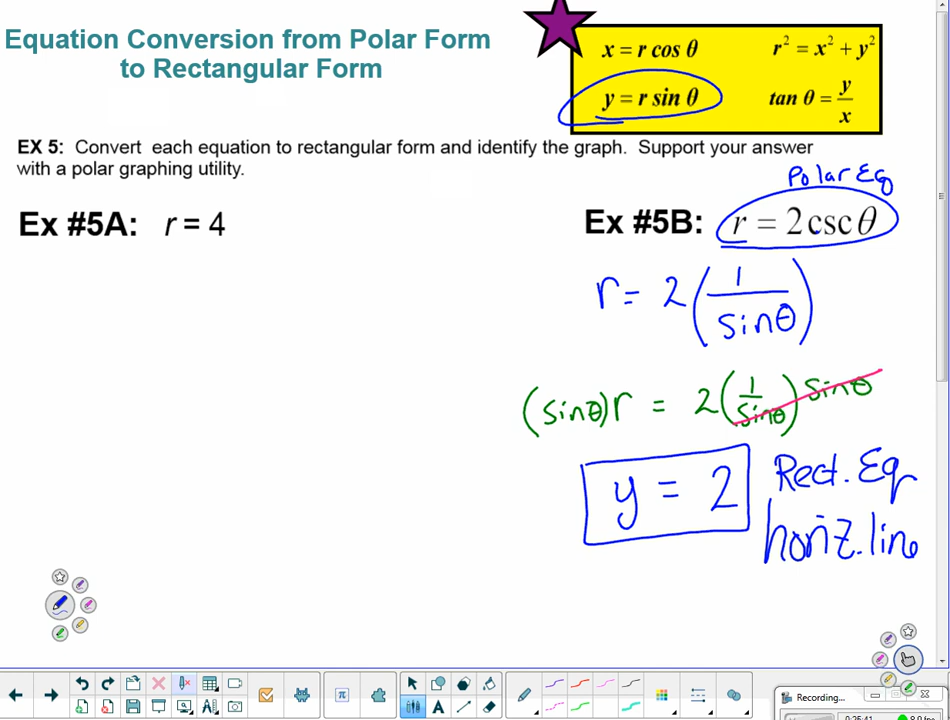 Equation Conversion from Polar Form
to Rectangular Form
x = r cos θ
r² = x² + y²
y = r sin θ
tan θ = y/x
EX 5: Convert each equation to rectangular form and identify the graph. Support your answer
with a polar graphing utility.
Polar Eq
Ex #5A: r = 4
Ex #5B: r = 2 csc θ
r = 2(1/sinθ)
(sinθ)r = 2(1/sinθ)sinθ
y = 2
Rect. Eq
horiz. line
Recording...